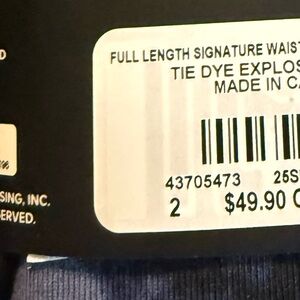 FULL LENGTH SIGNATURE WAIST
TIE DYE EXPLOS
MADE IN CA
D
SING, INC.
SERVED.
43705473 25S
2 $49.90 C